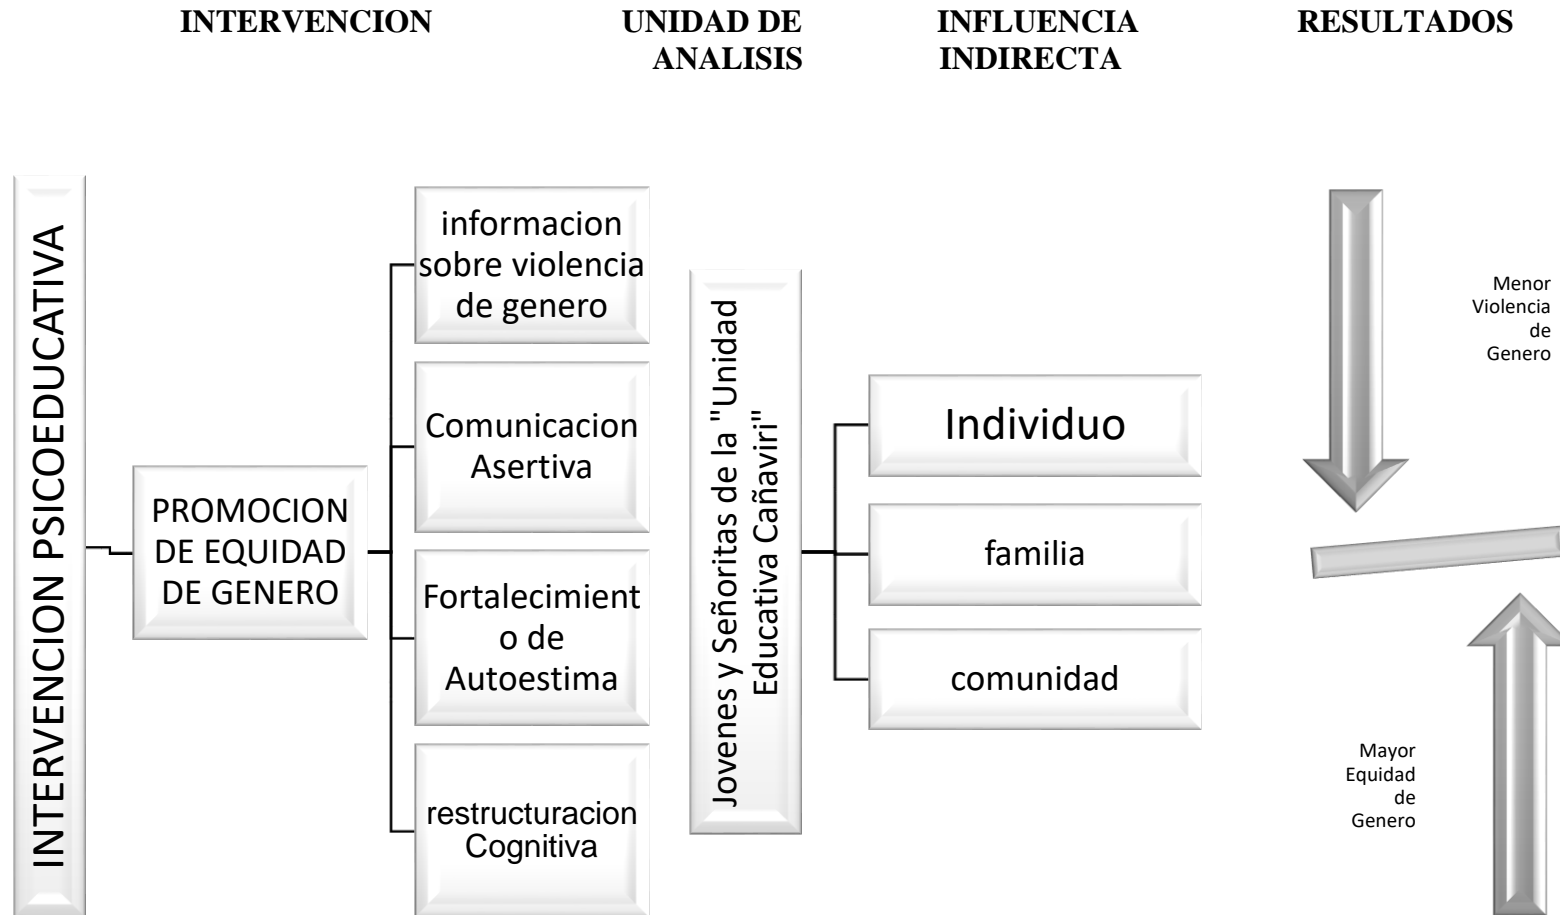 INTERVENCION
UNIDAD DE
ANALISIS
INFLUENCIA
INDIRECTA
RESULTADOS
INTERVENCION PSICOEDUCATIVA
PROMOCION
DE EQUIDAD
DE GENERO
informacion
sobre violencia
de genero
Comunicacion
Asertiva
Fortalecimient
o de
Autoestima
restructuracion
Cognitiva
Jovenes y Señoritas de la "Unidad
Educativa Cañaviri"
Individuo
familia
comunidad
Menor
Violencia
de
Genero
Mayor
Equidad
de
Genero